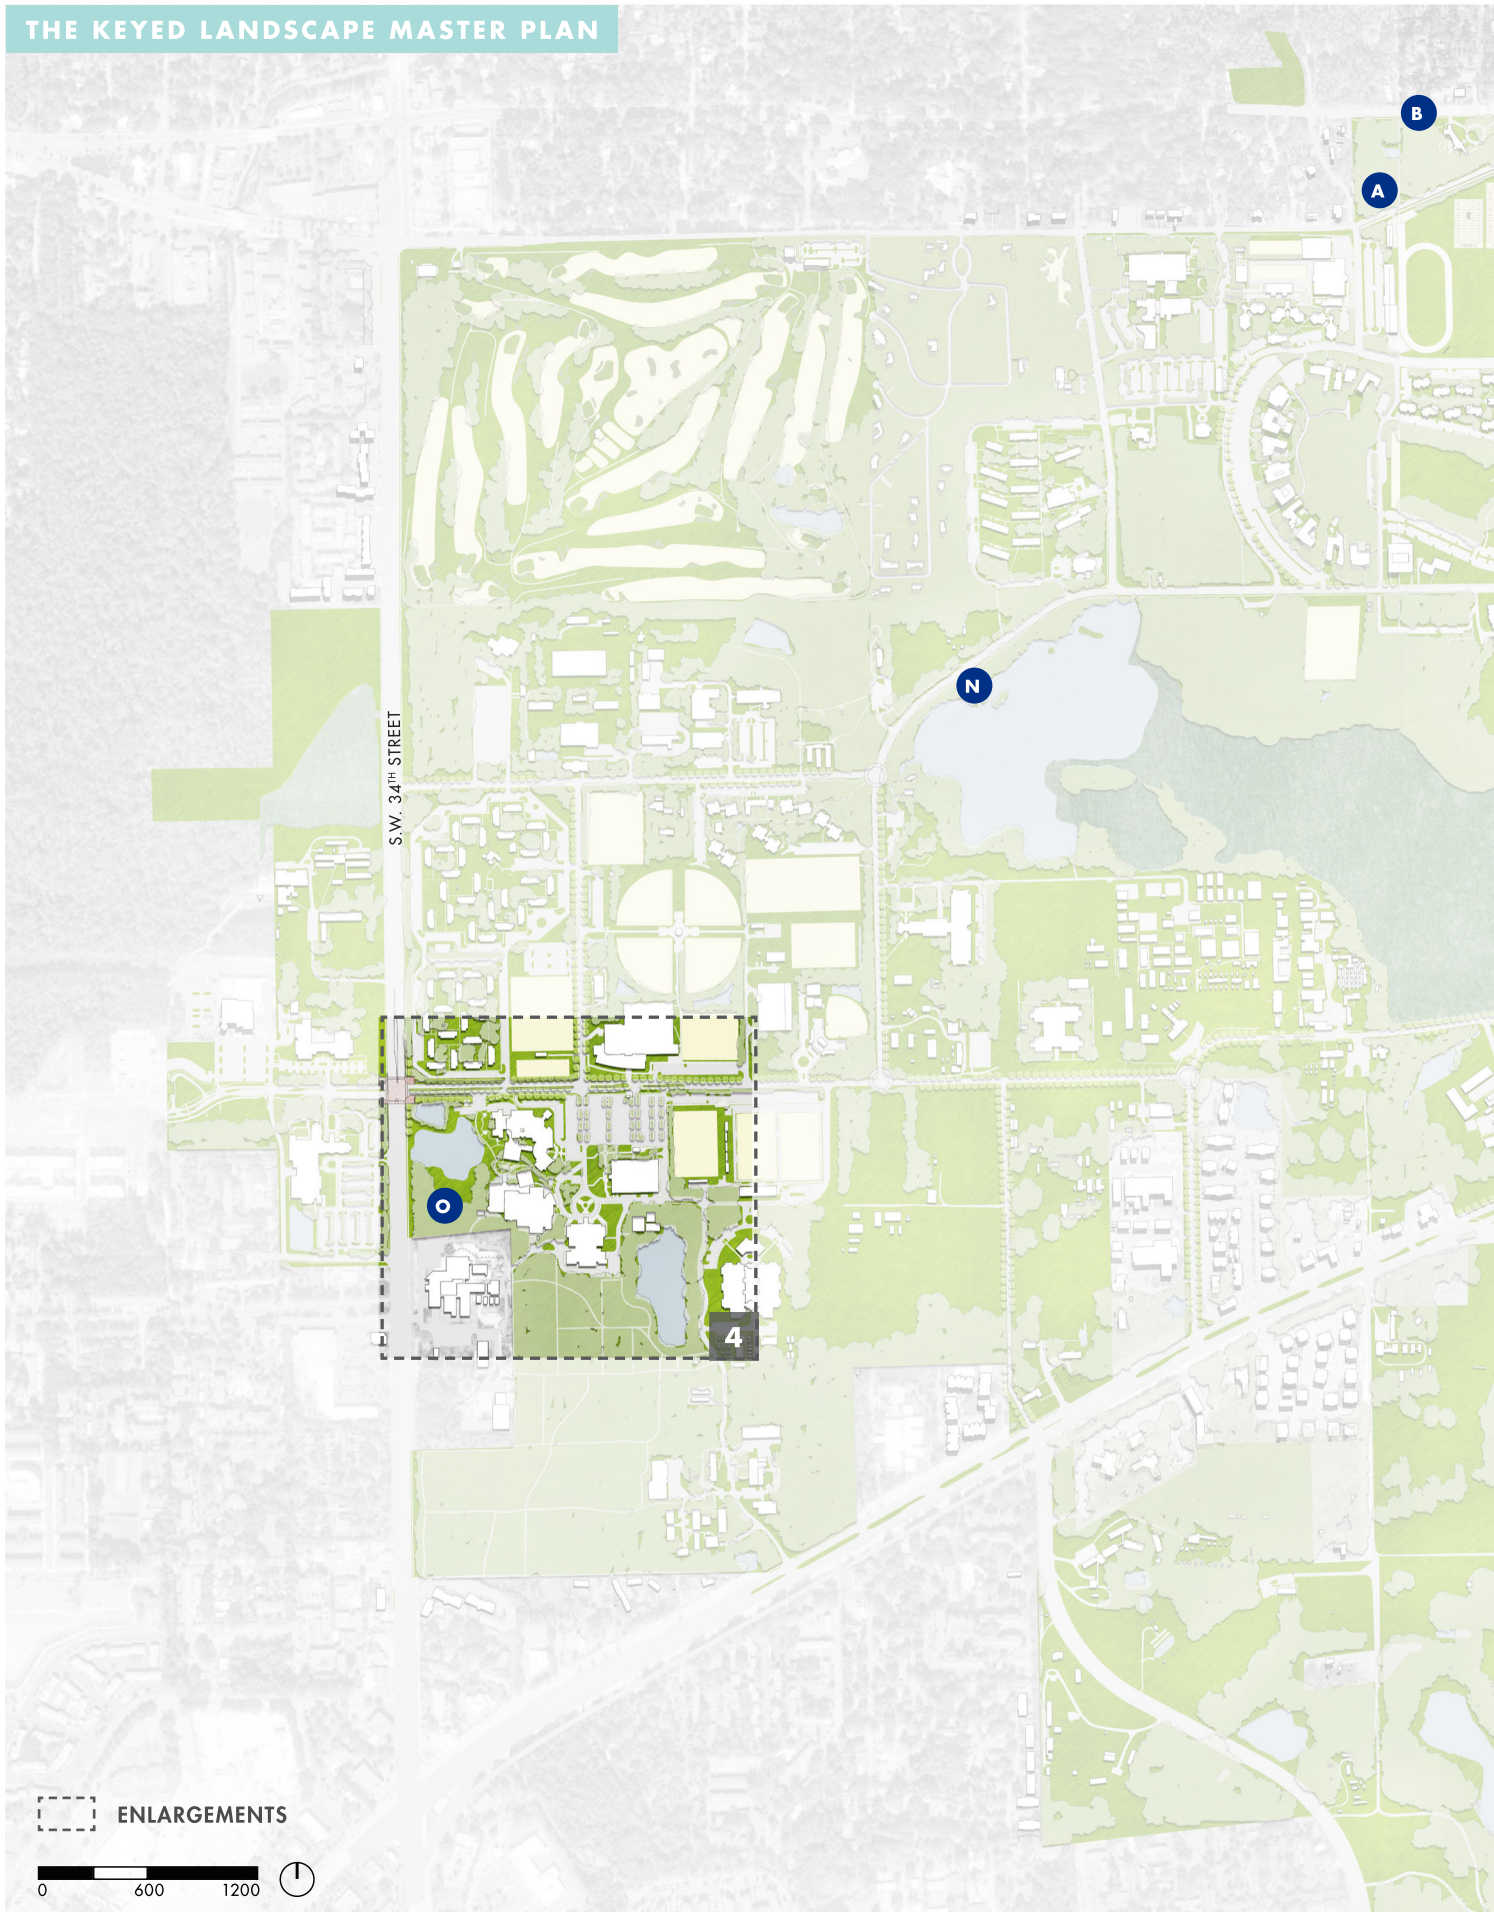 THE KEYED LANDSCAPE MASTER PLAN
B
A
N
S.W. 34TH STREET
O
4
ENLARGEMENTS
0 600 1200